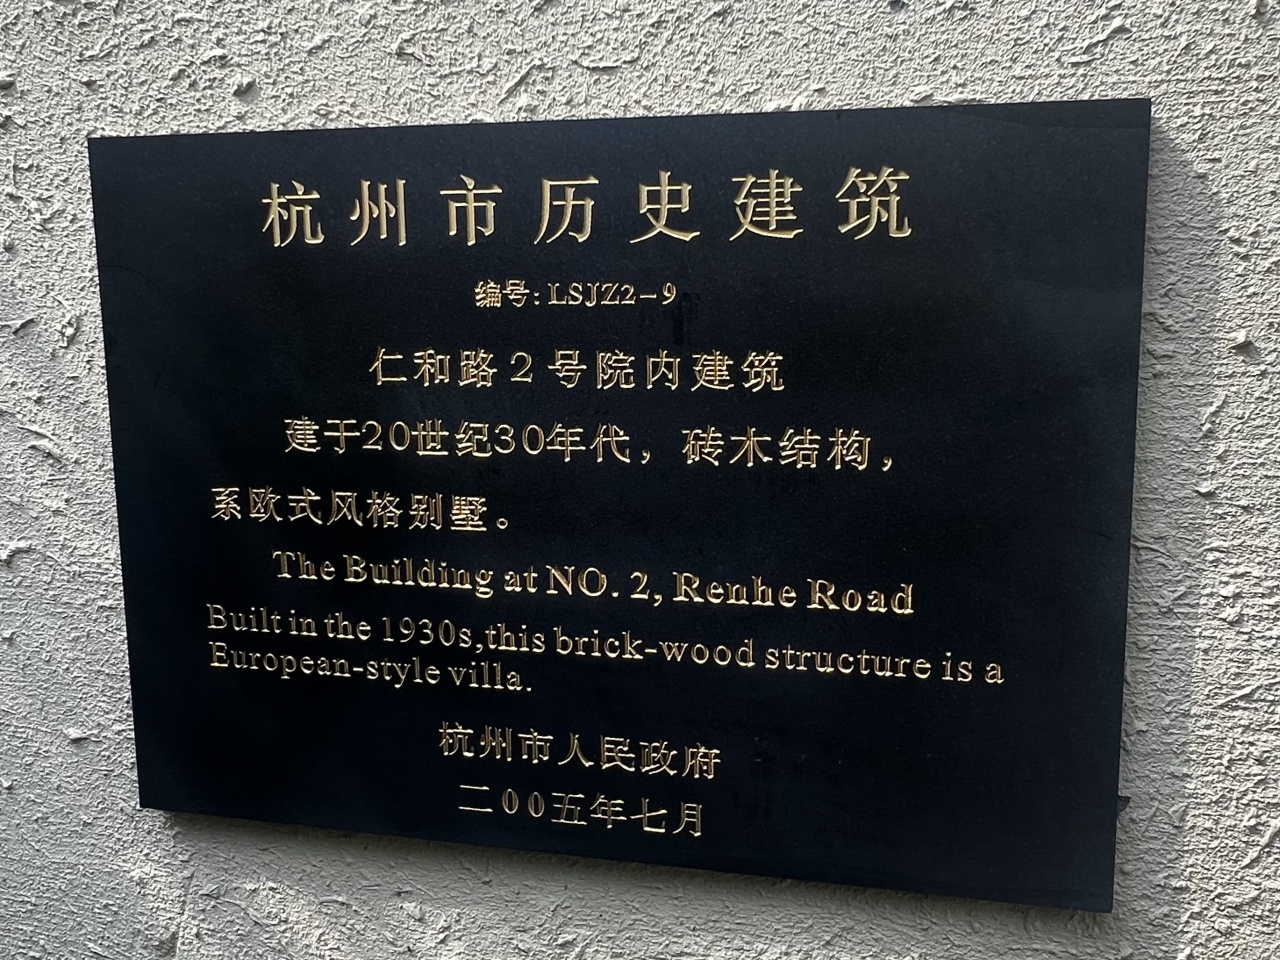 杭州市历史建筑
编号:LSJZ2-9
仁和路2号院内建筑
建于20世纪30年代，砖木结构，
系欧式风格别墅。
The Building at NO. 2, Renhe Road
Built in the 1930s,this brick-wood structure is a
European-style villa.
杭州市人民政府
二00五年七月